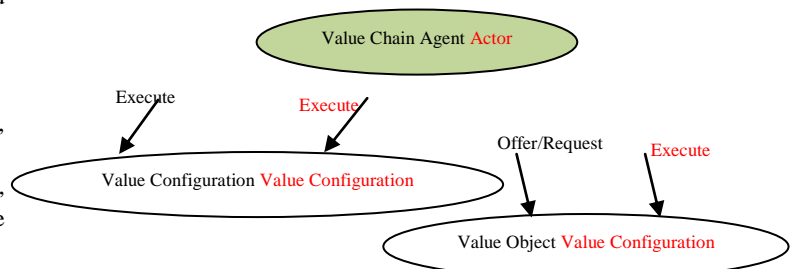 Value Chain Agent Actor
Execute
Execute
,
Offer/Request
Execute
Value Configuration Value Configuration
,
e
Value Object Value Configuration